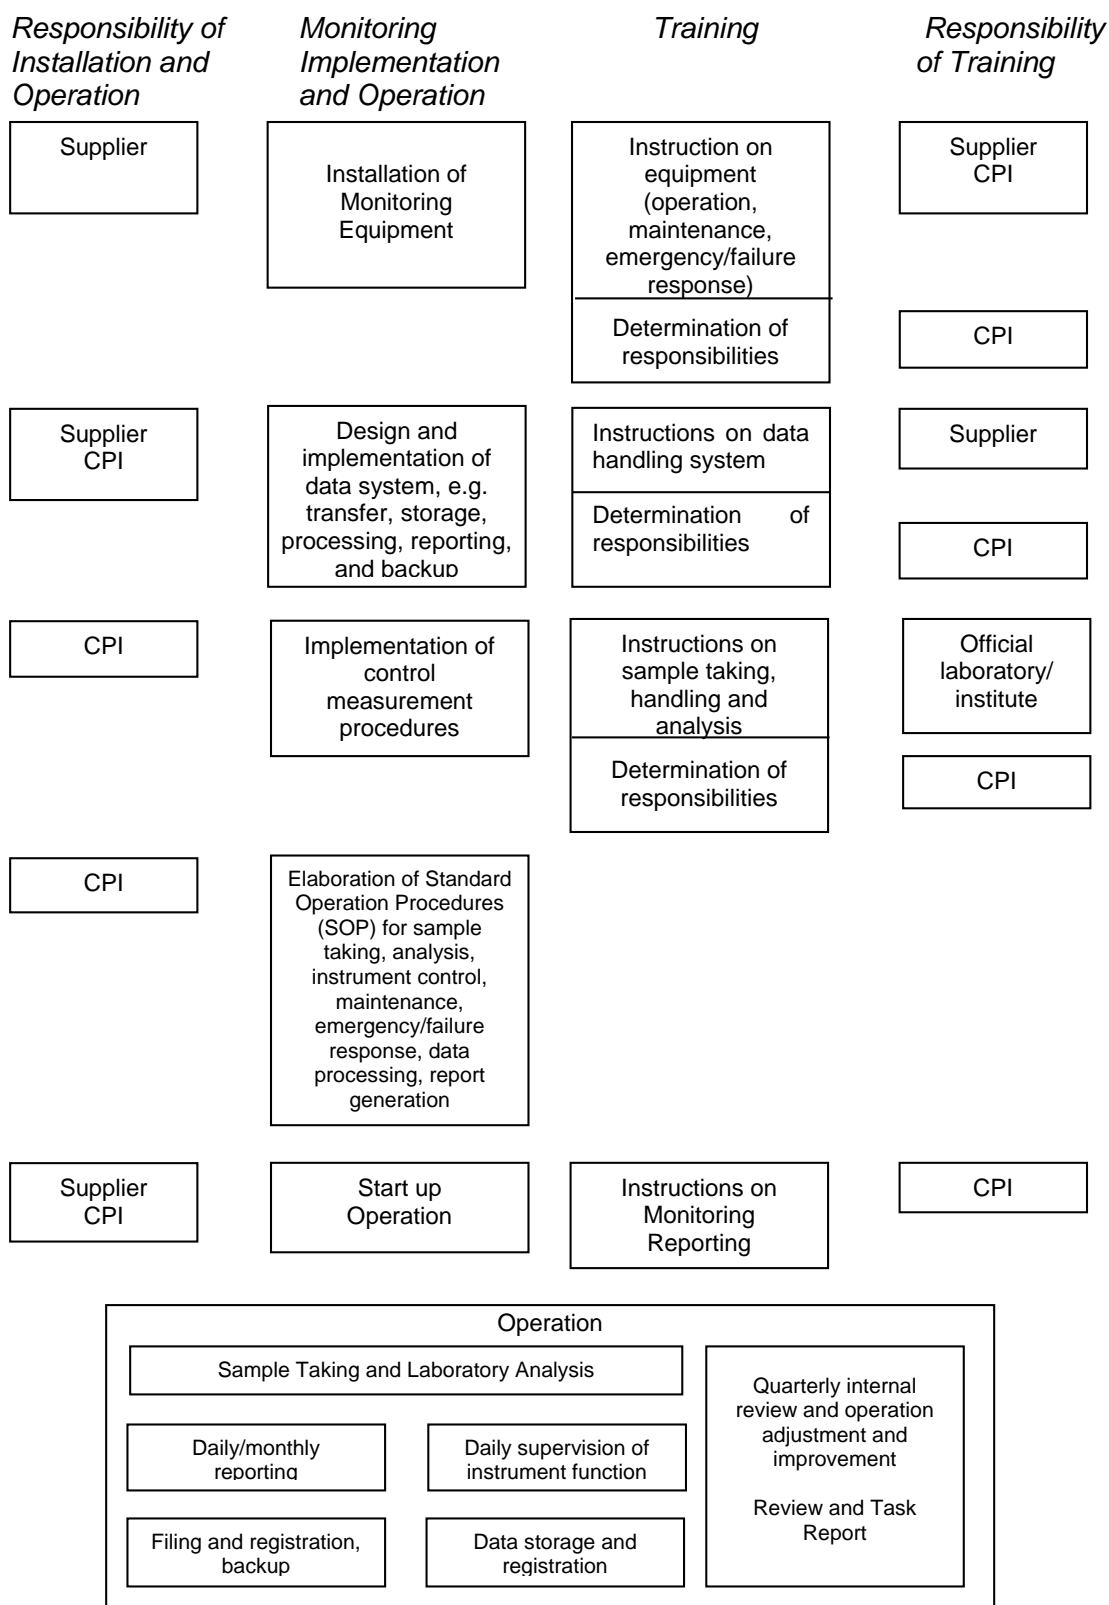 Responsibility of
Installation and
Operation
Monitoring
Implementation
and Operation
Training
Responsibility
of Training
Supplier
Installation of
Monitoring
Equipment
Instruction on
equipment
(operation,
maintenance,
emergency/failure
response)
Determination of
responsibilities
Supplier
CPI
CPI
Supplier
CPI
Design and
implementation of
data system, e.g.
transfer, storage,
processing, reporting,
and backup
Instructions on data
handling system
Determination of
responsibilities
Supplier
CPI
CPI
Implementation of
control
measurement
procedures
Instructions on
sample taking,
handling and
analysis
Determination of
responsibilities
Official
laboratory/
institute
CPI
CPI
Elaboration of Standard
Operation Procedures
(SOP) for sample
taking, analysis,
instrument control,
maintenance,
emergency/failure
response, data
processing, report
generation
Supplier
CPI
Start up
Operation
Instructions on
Monitoring
Reporting
CPI
Operation
Sample Taking and Laboratory Analysis
Daily/monthly
reporting
Daily supervision of
instrument function
Filing and registration,
backup
Data storage and
registration
Quarterly internal
review and operation
adjustment and
improvement
Review and Task
Report